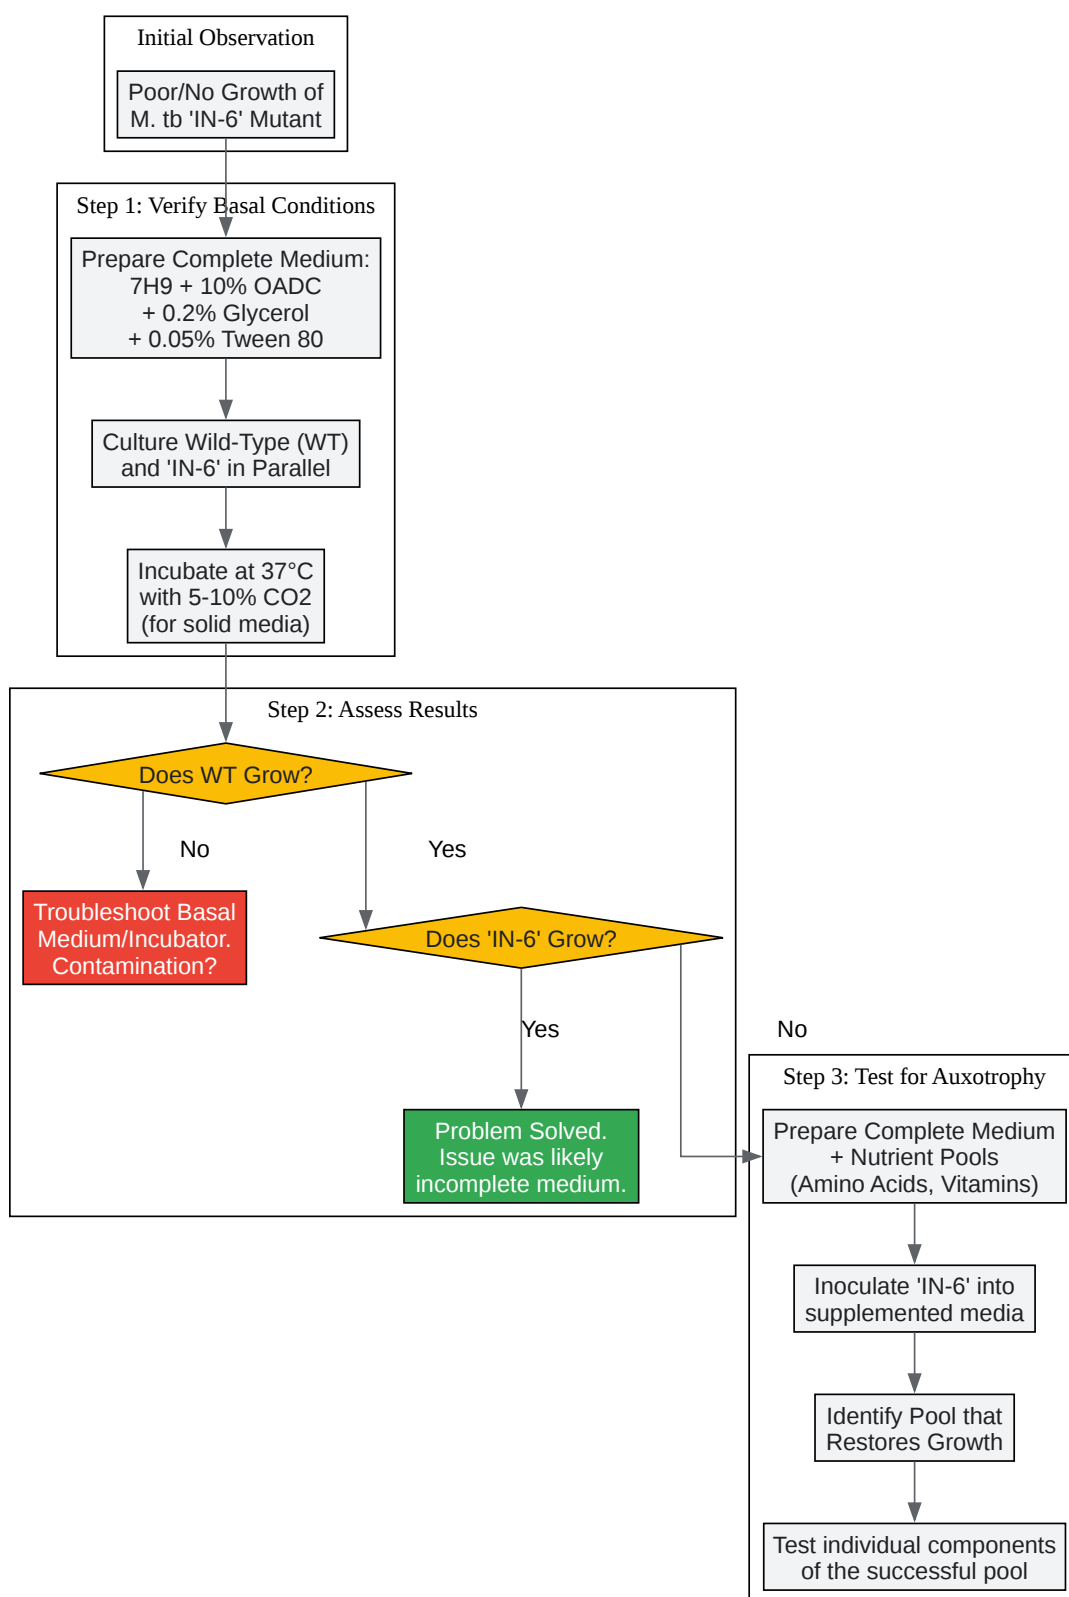 Initial Observation
Poor/No Growth of
M. tb 'IN-6' Mutant
Step 1: Verify Basal Conditions
Prepare Complete Medium:
7H9 + 10% OADC
+ 0.2% Glycerol
+ 0.05% Tween 80
Culture Wild-Type (WT)
and 'IN-6' in Parallel
Incubate at 37°C
with 5-10% CO2
(for solid media)
Step 2: Assess Results
Does WT Grow?
No
Yes
Troubleshoot Basal
Medium/Incubator.
Contamination?
Does 'IN-6' Grow?
Yes
No
Problem Solved.
Issue was likely
incomplete medium.
Step 3: Test for Auxotrophy
Prepare Complete Medium
+ Nutrient Pools
(Amino Acids, Vitamins)
Inoculate 'IN-6' into
supplemented media
Identify Pool that
Restores Growth
Test individual components
of the successful pool